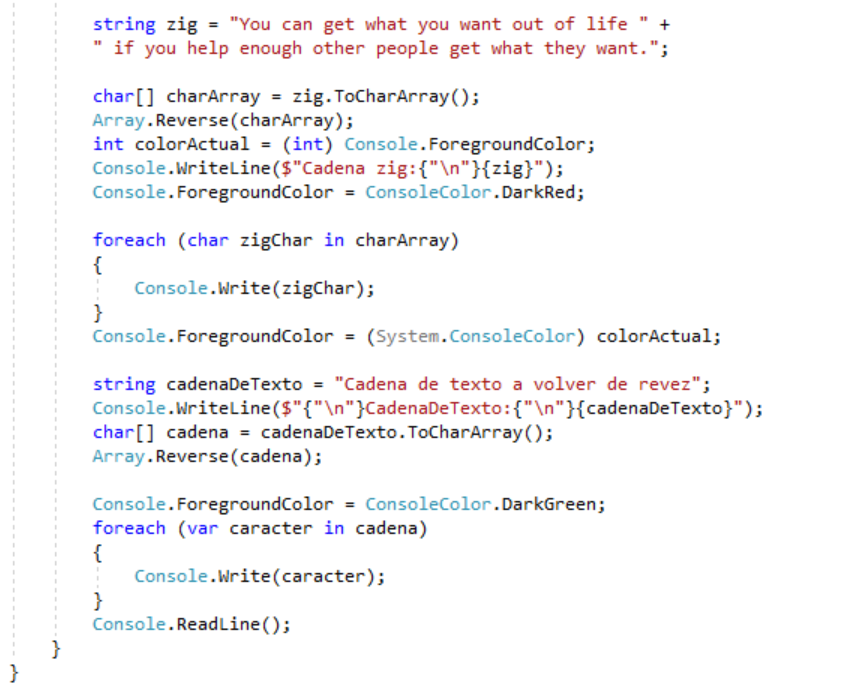 string zig = "You can get what you want out of life " +
" if you help enough other people get what they want.";
char[] charArray = zig.ToCharArray();
Array.Reverse(charArray);
int colorActual = (int) Console.ForegroundColor;
Console.WriteLine($"Cadena zig:{"\n"}{zig}");
Console.ForegroundColor = ConsoleColor.DarkRed;
foreach (char zigChar in charArray)
{
Console.Write(zigChar);
}
Console.ForegroundColor = (System.ConsoleColor) colorActual;
string cadenaDeTexto = "Cadena de texto a volver de revez";
Console.WriteLine($"{"\n"}CadenaDeTexto:{"\n"}{cadenaDeTexto}");
char[] cadena = cadenaDeTexto.ToCharArray();
Array.Reverse(cadena);
Console.ForegroundColor = ConsoleColor.DarkGreen;
foreach (var caracter in cadena)
{
Console.Write(caracter);
}
Console.ReadLine();
}
}